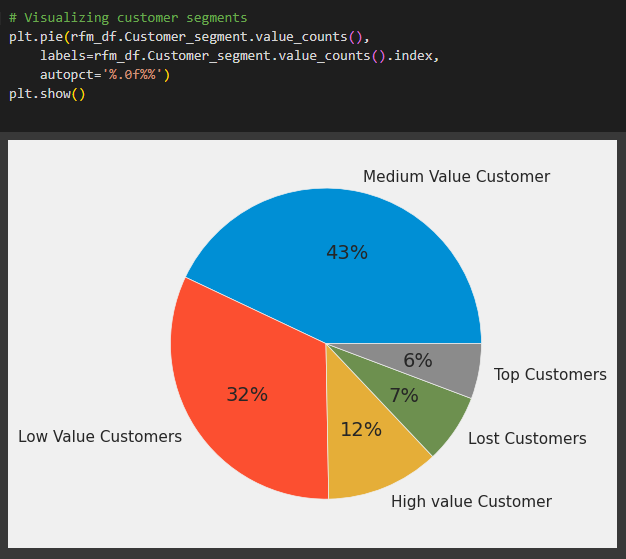 # Visualizing customer segments
plt.pie(rfm_df.Customer_segment.value_counts(),
    labels=rfm_df.Customer_segment.value_counts().index,
    autopct='%.0f%%')
plt.show()
Medium Value Customer
43%
6%
Top Customers
7%
32%
12%
Low Value Customers
Lost Customers
High value Customer